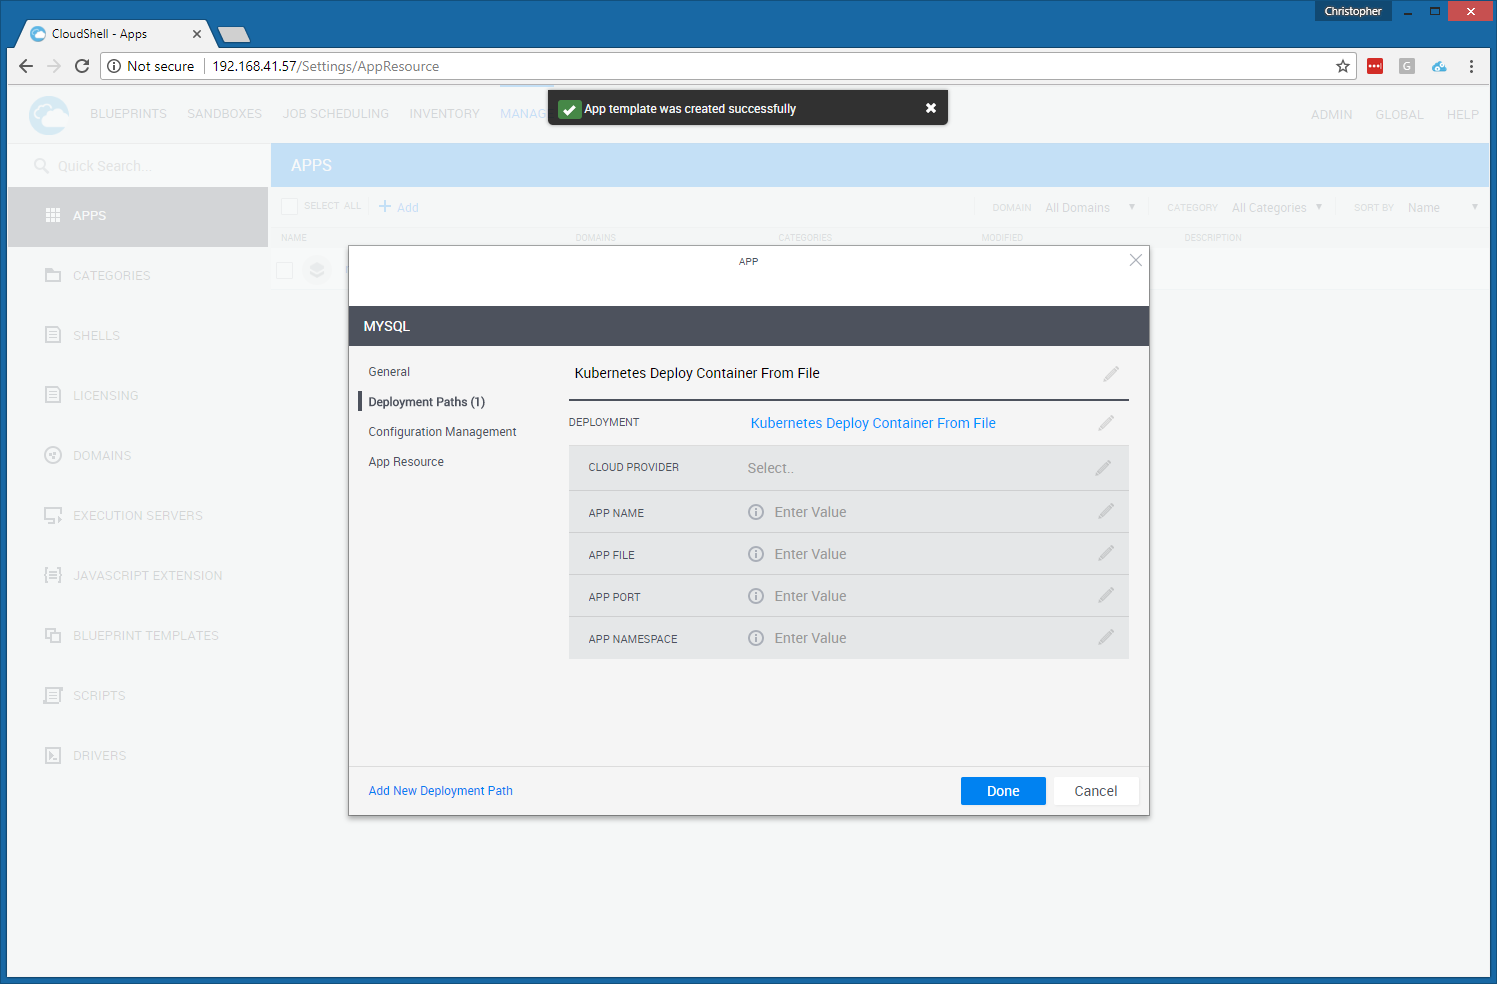 Christopher
CloudShell - Apps
Not secure 192.168.41.57/Settings/AppResource
G
App template was created successfully
BLUEPRINTS SANDBOXES JOB SCHEDULING INVENTORY MANAG
ADMIN GLOBAL HELP
Quick Search...
APPS
APPS
SELECT ALL Add
DOMAIN All Domains CATEGORY All Categories SORT BY Name
NAME DOMAINS CATEGORIES MODIFIED DESCRIPTION
CATEGORIES
SHELLS
LICENSING
DOMAINS
EXECUTION SERVERS
JAVASCRIPT EXTENSION
BLUEPRINT TEMPLATES
SCRIPTS
DRIVERS
APP
MYSQL
General
Deployment Paths (1)
Configuration Management
App Resource
Kubernetes Deploy Container From File
DEPLOYMENT Kubernetes Deploy Container From File
CLOUD PROVIDER Select..
APP NAME Enter Value
APP FILE Enter Value
APP PORT Enter Value
APP NAMESPACE Enter Value
Add New Deployment Path
Done
Cancel